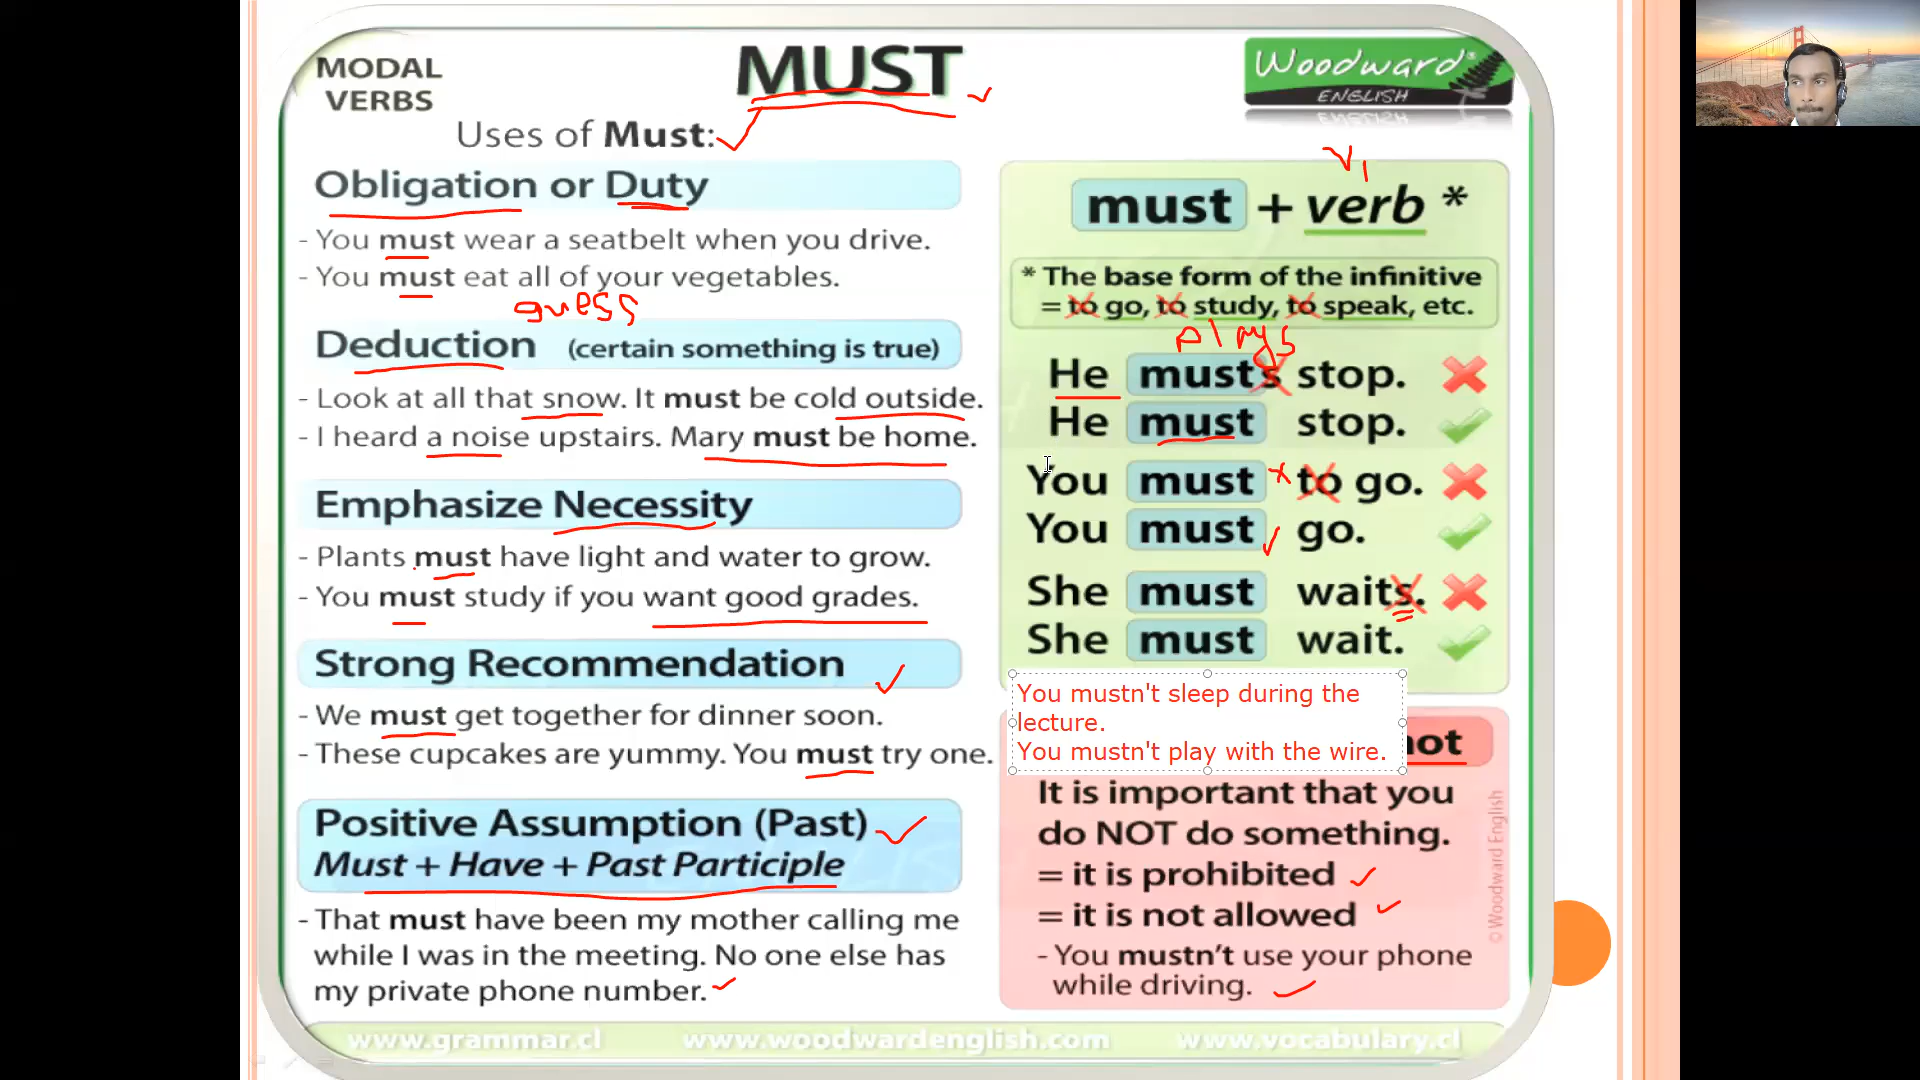 MODAL
VERBS
MUST
Woodward®
ENGLISH
Uses of Must:
Obligation or Duty
- You must wear a seatbelt when you drive.
- You must eat all of your vegetables.
guess
Deduction (certain something is true)
- Look at all that snow. It must be cold outside.
- I heard a noise upstairs. Mary must be home.
Emphasize Necessity
- Plants must have light and water to grow.
- You must study if you want good grades.
Strong Recommendation
- We must get together for dinner soon.
- These cupcakes are yummy. You must try one.
Positive Assumption (Past)
Must + Have + Past Participle
- That must have been my mother calling me
while I was in the meeting. No one else has
my private phone number.
V1
must + verb *
* The base form of the infinitive
= to go, to study, to speak, etc.
plays
He musts stop.
He must stop.
You must to go.
You must go.
She must waits.
She must wait.
You mustn't sleep during the
lecture.
You mustn't play with the wire.
not
It is important that you
do NOT do something.
= it is prohibited
= it is not allowed
- You mustn't use your phone
while driving.
© Woodward English
www.grammar.cl www.woodwardenglish.com www.vocabulary.cl